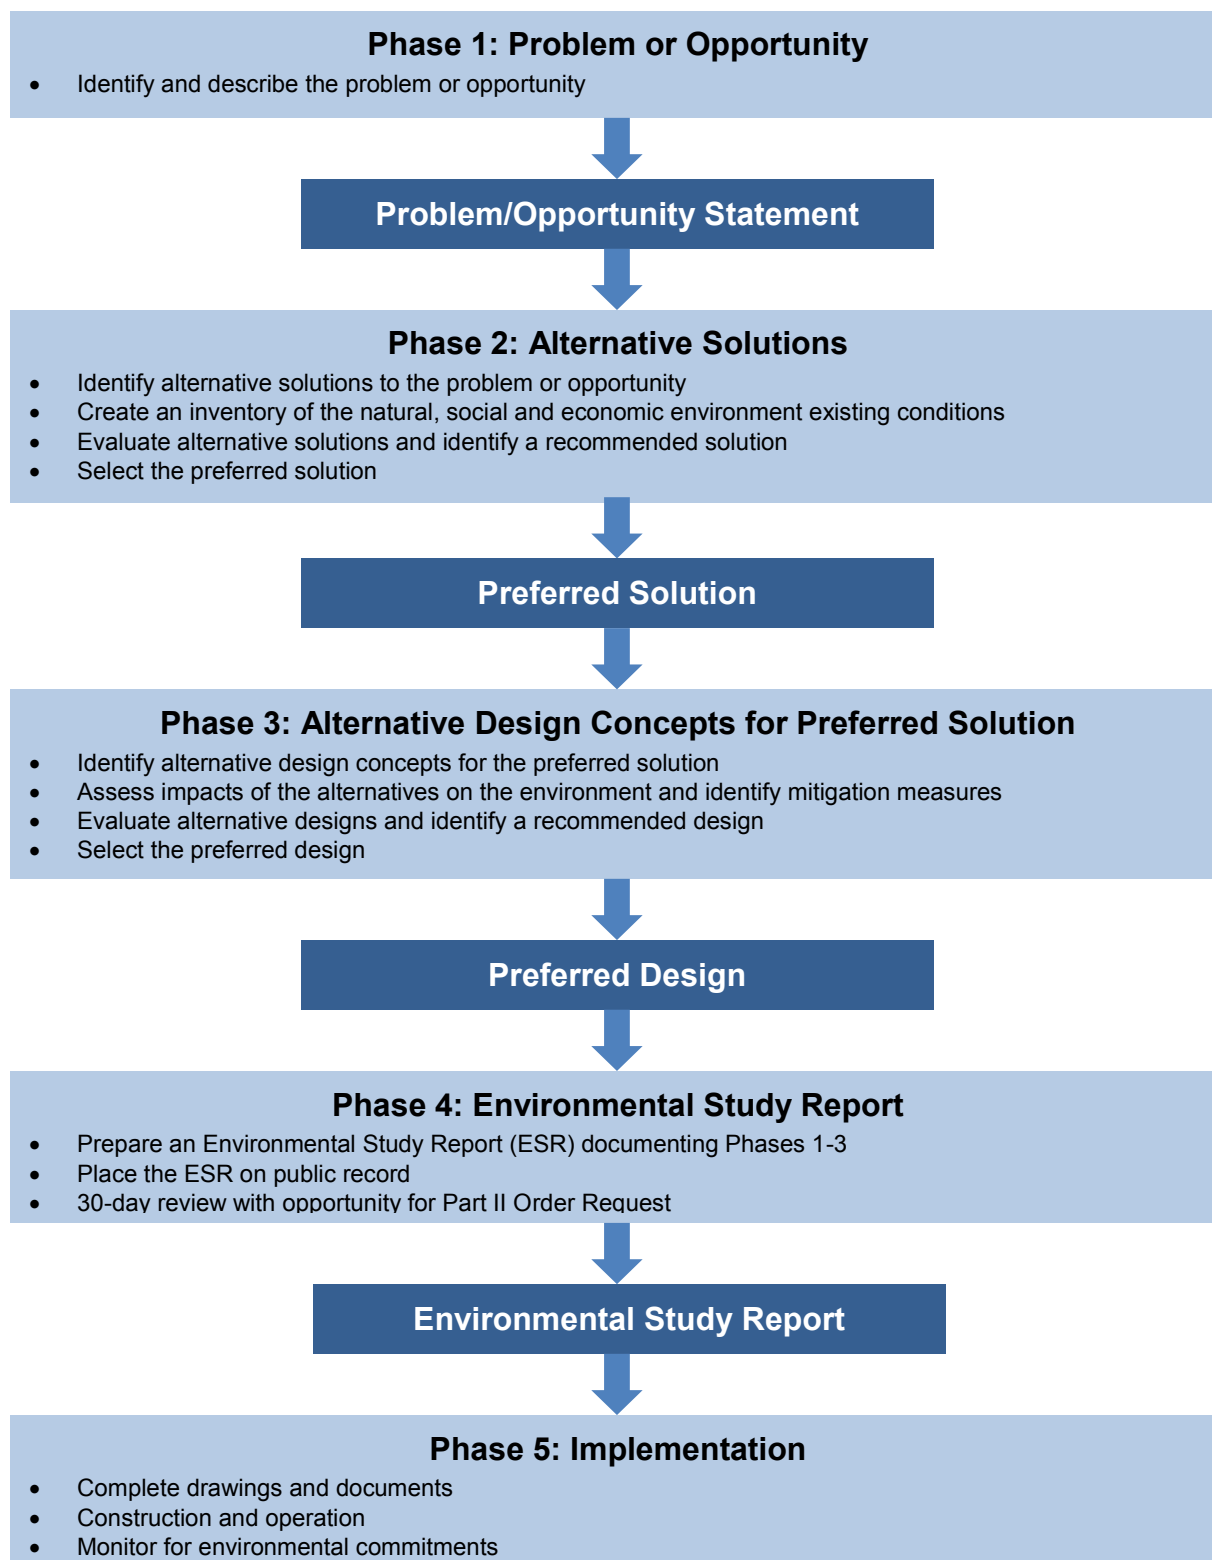 Phase 1: Problem or Opportunity
• Identify and describe the problem or opportunity
Problem/Opportunity Statement
Phase 2: Alternative Solutions
• Identify alternative solutions to the problem or opportunity
• Create an inventory of the natural, social and economic environment existing conditions
• Evaluate alternative solutions and identify a recommended solution
• Select the preferred solution
Preferred Solution
Phase 3: Alternative Design Concepts for Preferred Solution
• Identify alternative design concepts for the preferred solution
• Assess impacts of the alternatives on the environment and identify mitigation measures
• Evaluate alternative designs and identify a recommended design
• Select the preferred design
Preferred Design
Phase 4: Environmental Study Report
• Prepare an Environmental Study Report (ESR) documenting Phases 1-3
• Place the ESR on public record
• 30-day review with opportunity for Part II Order Request
Environmental Study Report
Phase 5: Implementation
• Complete drawings and documents
• Construction and operation
• Monitor for environmental commitments